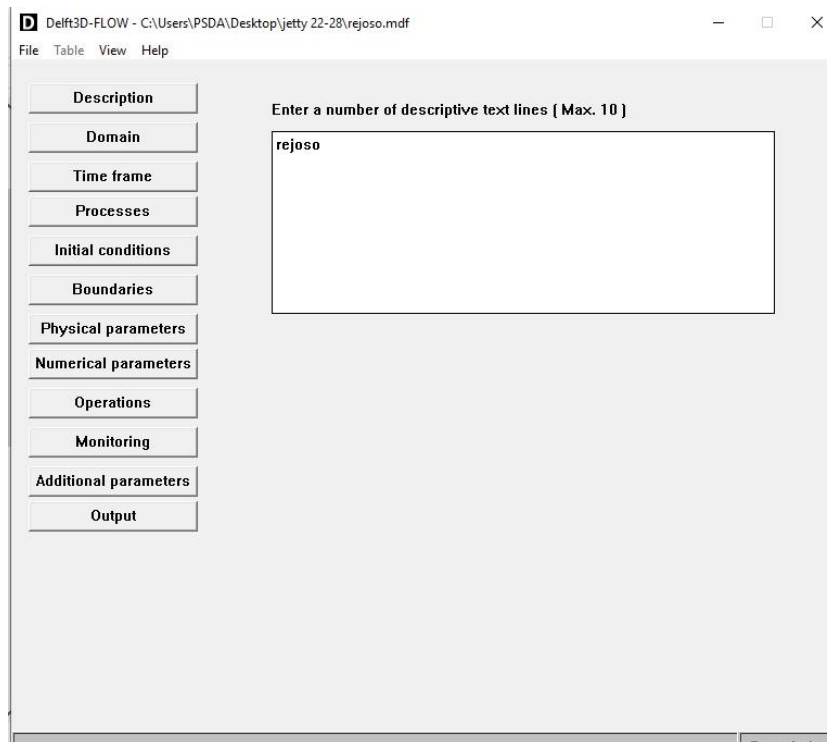 D Delft3D-FLOW - C:\Users\PSDA\Desktop\jetty 22-28\rejoso.mdf
File Table View Help
Description
Enter a number of descriptive text lines ( Max. 10 )
Domain
rejoso
Time frame
Processes
Initial conditions
Boundaries
Physical parameters
Numerical parameters
Operations
Monitoring
Additional parameters
Output